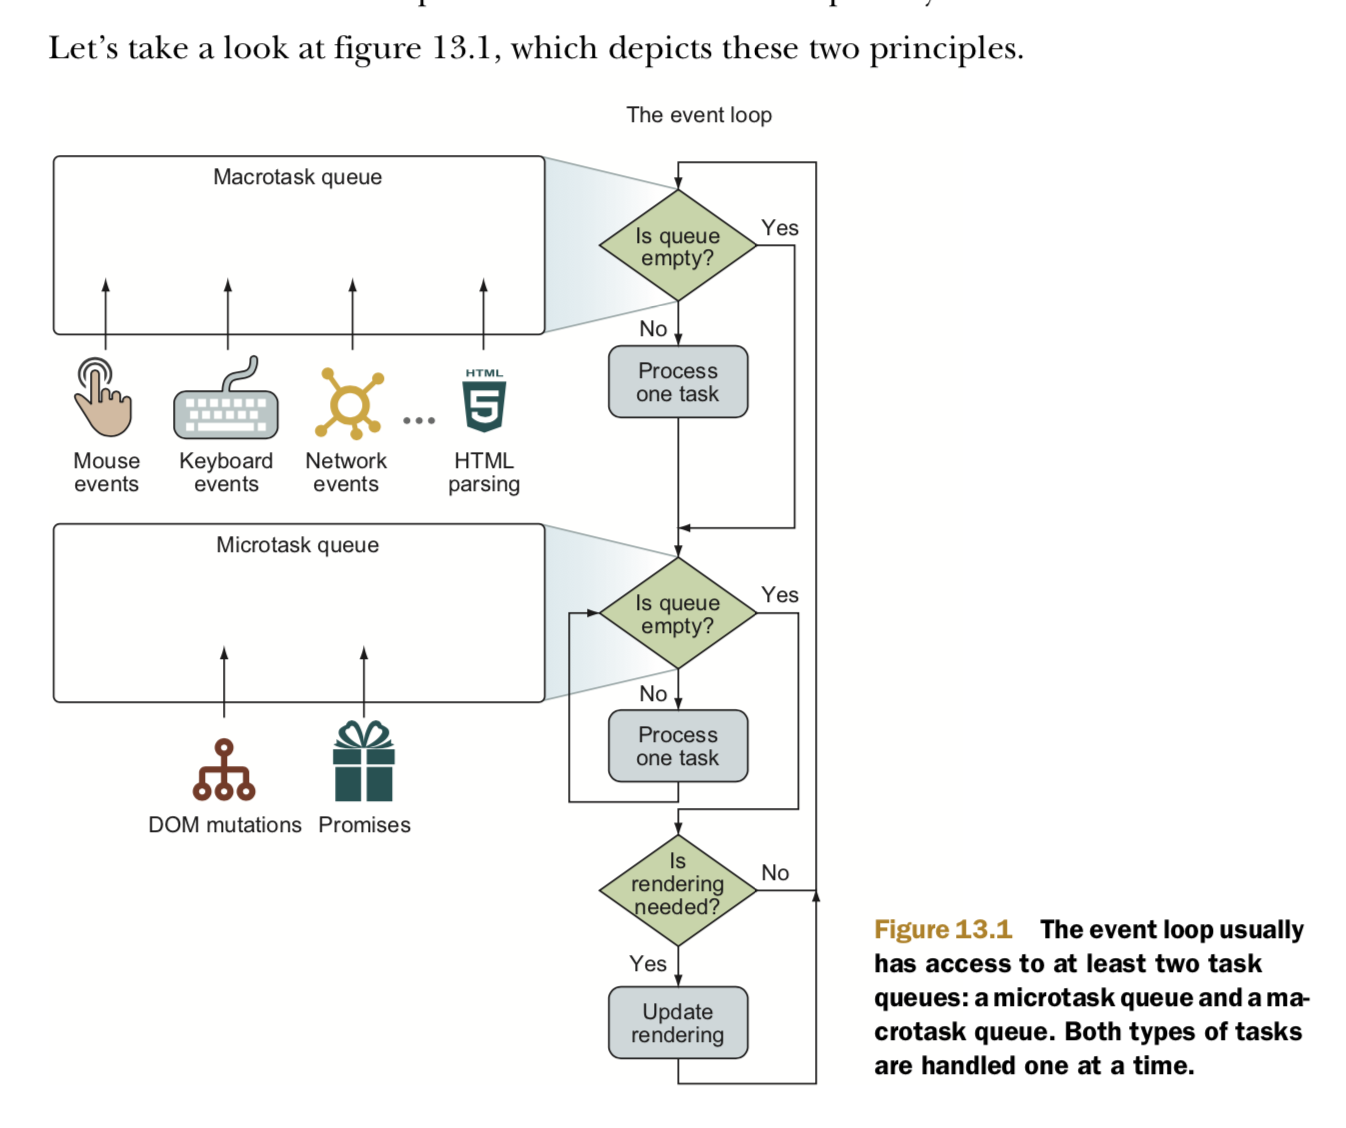 Let's take a look at figure 13.1, which depicts these two principles.
The event loop
Macrotask queue
Is queue
empty?
Yes
No
Process
one task
Mouse
events
Keyboard
events
Network
events
...
HTML
5
HTML
parsing
Microtask queue
Is queue
empty?
Yes
No
Process
one task
DOM mutations
Promises
Is
rendering
needed?
No
Yes
Update
rendering
Figure 13.1 The event loop usually
has access to at least two task
queues: a microtask queue and a ma-
crotask queue. Both types of tasks
are handled one at a time.